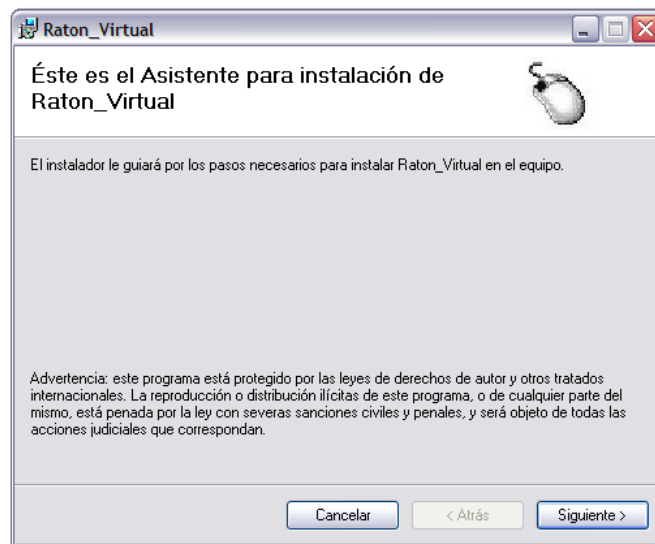 Raton_Virtual
Éste es el Asistente para instalación de
Raton_Virtual
El instalador le guiará por los pasos necesarios para instalar Raton_Virtual en el equipo.
Advertencia: este programa está protegido por las leyes de derechos de autor y otros tratados
internacionales. La reproducción o distribución ilícitas de este programa, o de cualquier parte del
mismo, está penada por la ley con severas sanciones civiles y penales, y será objeto de todas las
acciones judiciales que correspondan.
Cancelar
< Atrás
Siguiente >